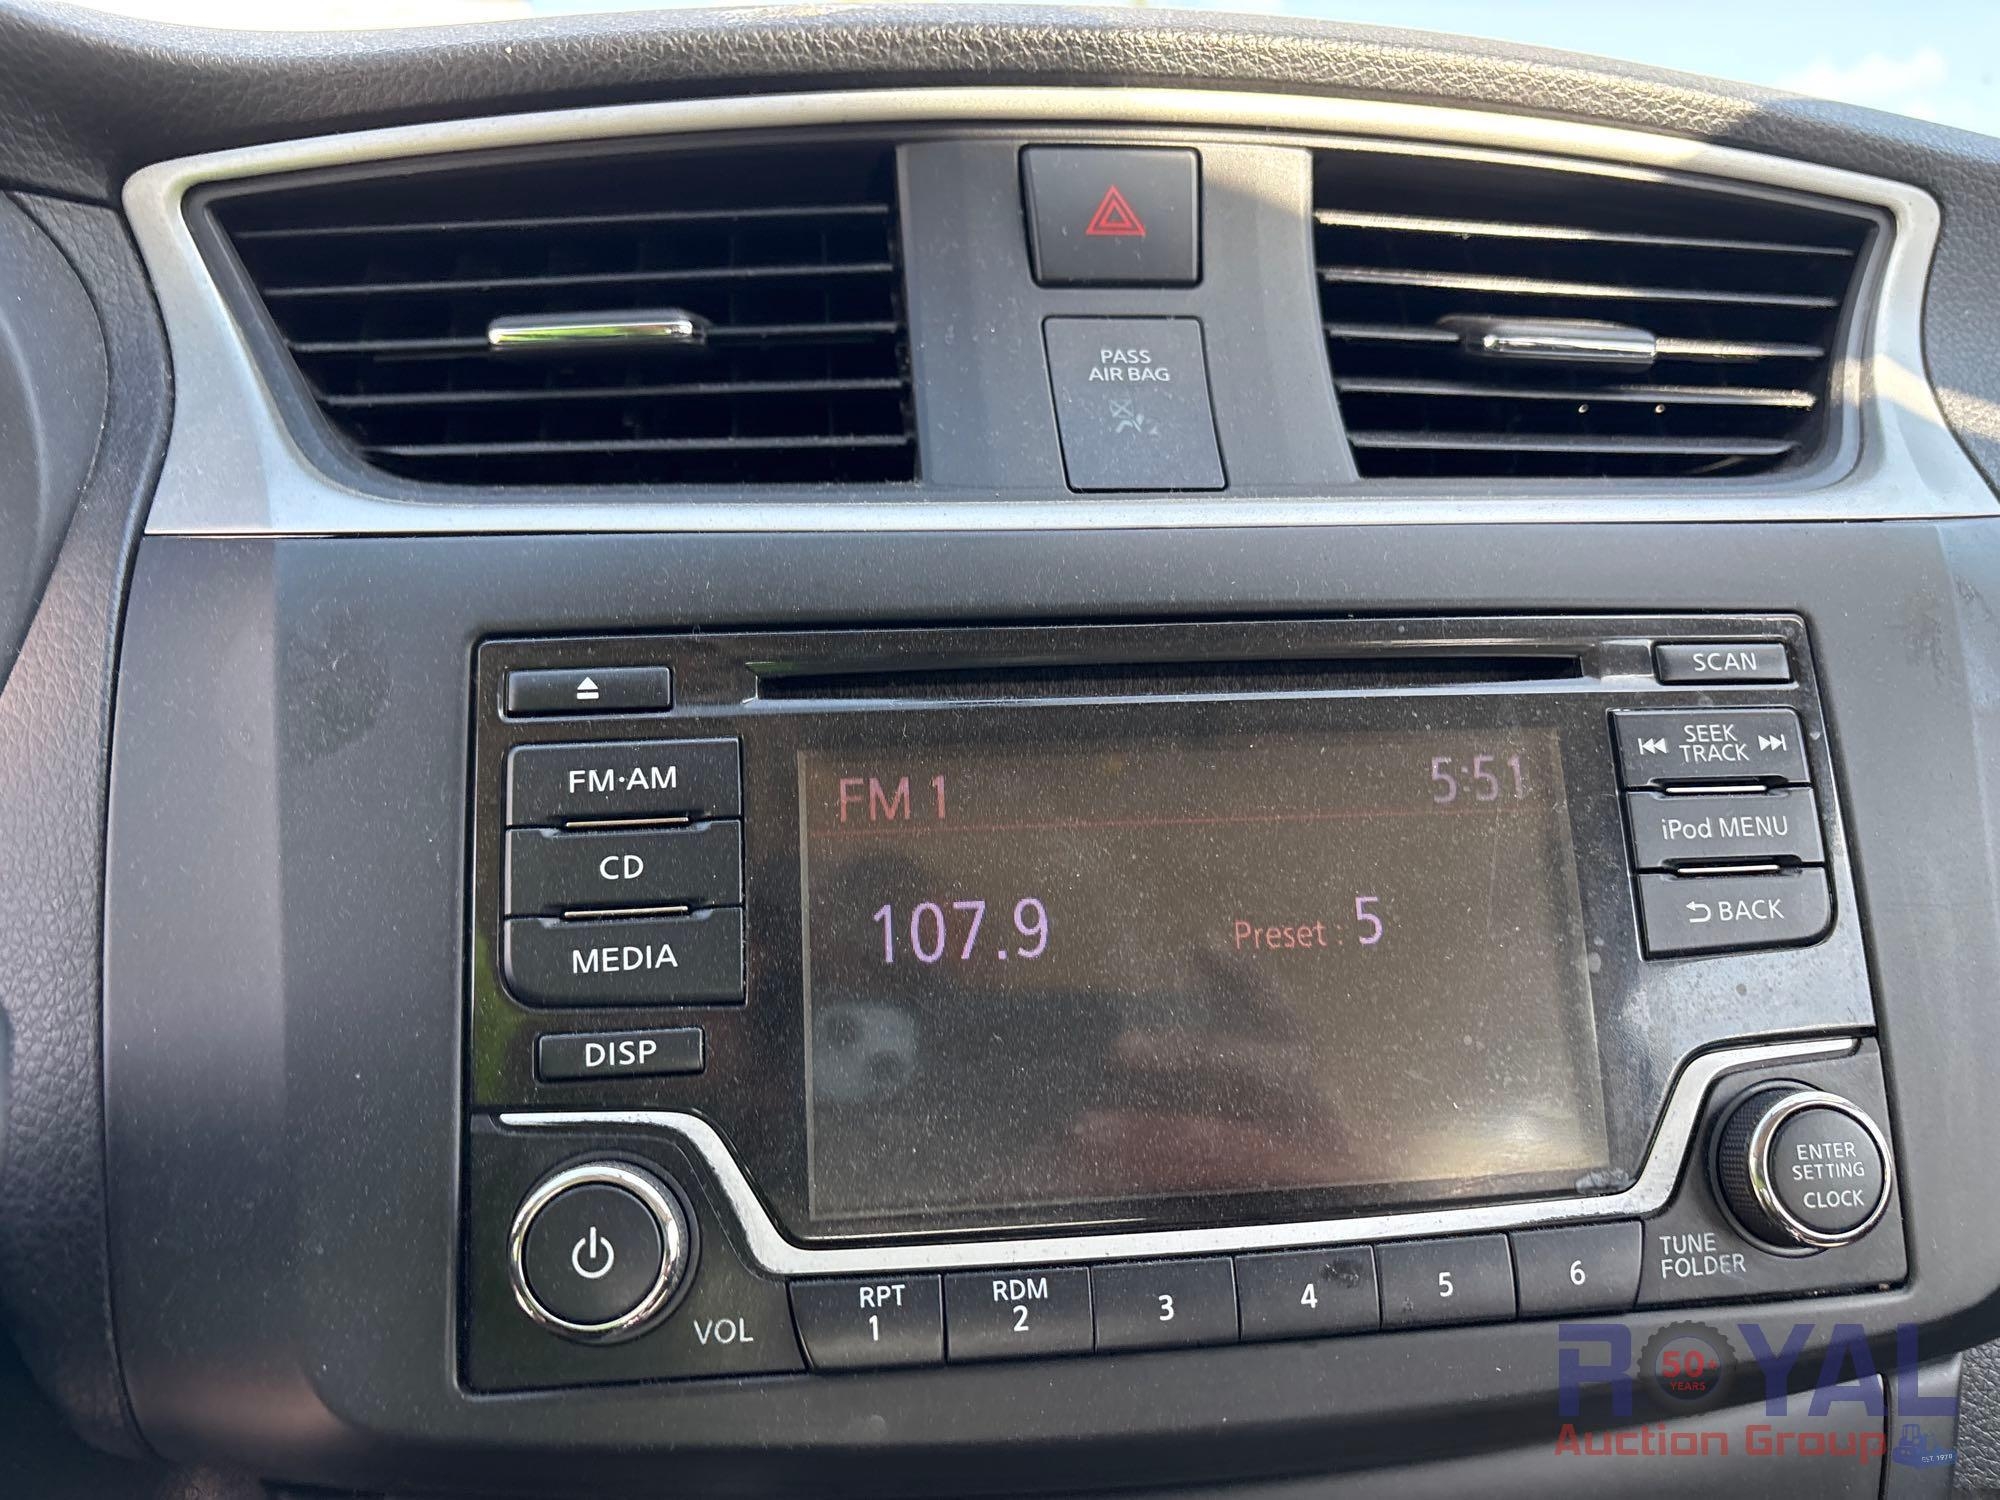 PASS
AIR BAG
SCAN
SEEK
TRACK
FM·AM
FM 1
5:51
iPod MENU
CD
107.9
Preset : 5
BACK
MEDIA
DISP
ENTER
SETTING
CLOCK
TUNE
FOLDER
VOL
RPT
1
RDM
2
3
4
5
6
ROYAL
50+
YEARS
Auction Group
EST. 1978